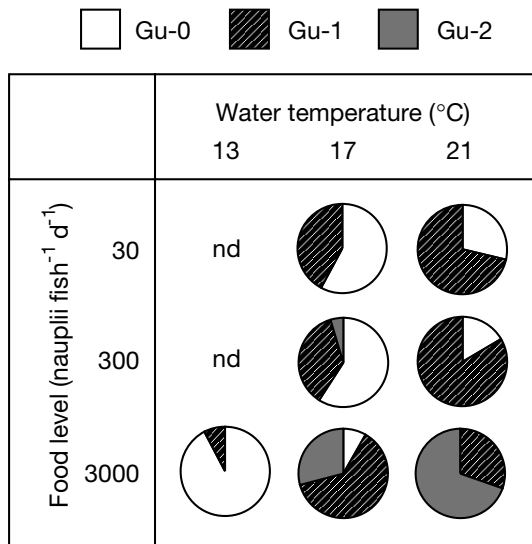 Gu-0 Gu-1 Gu-2
Water temperature (°C)
13 17 21
Food level (nauplii fish⁻¹ d⁻¹)
30 nd
300 nd
3000